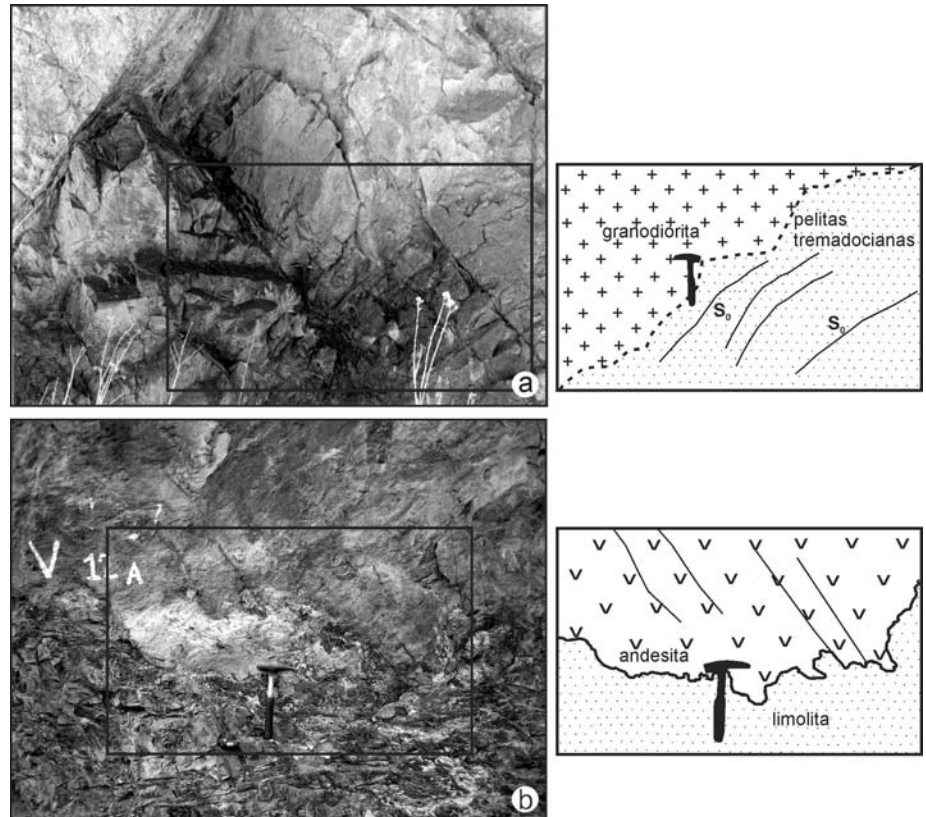 granodiorita
pelitas
tremadocianas
S₀
S₀
a
V 12 A
andesita
limolita
b